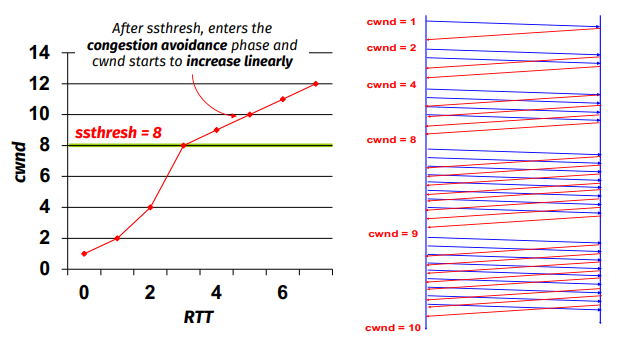 After ssthresh, enters the
congestion avoidance phase and
cwnd starts to increase linearly
14
12
10
8
6
4
2
0
cwnd
ssthresh = 8
0 2 4 6
RTT
cwnd = 1
cwnd = 2
cwnd = 4
cwnd = 8
cwnd = 9
cwnd = 10